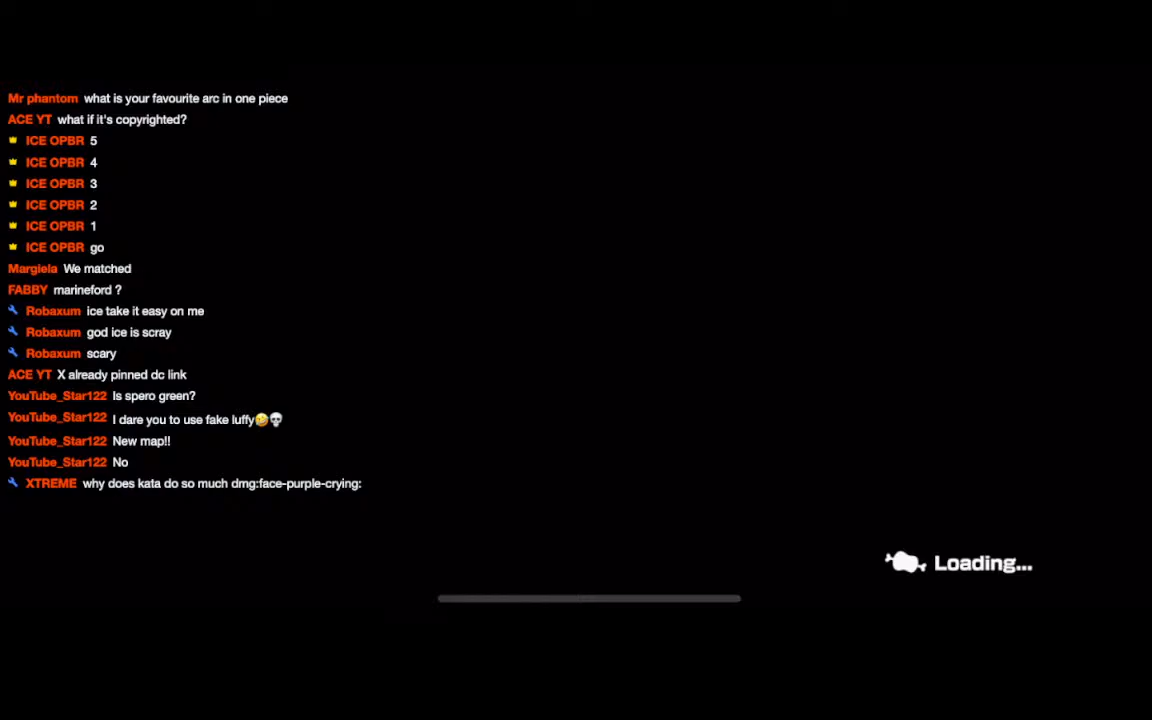 Mr phantom what is your favourite arc in one piece
ACE YT what if it's copyrighted?
ICE OPBR 5
ICE OPBR 4
ICE OPBR 3
ICE OPBR 2
ICE OPBR 1
ICE OPBR go
Margiela We matched
FABBY marineford ?
Robaxum ice take it easy on me
Robaxum god ice is scray
Robaxum scary
ACE YT X already pinned dc link
YouTube_Star122 Is spero green?
YouTube_Star122 I dare you to use fake luffy🤣💀
YouTube_Star122 New map!!
YouTube_Star122 No
XTREME why does kata do so much dmg:face-purple-crying:
Loading...